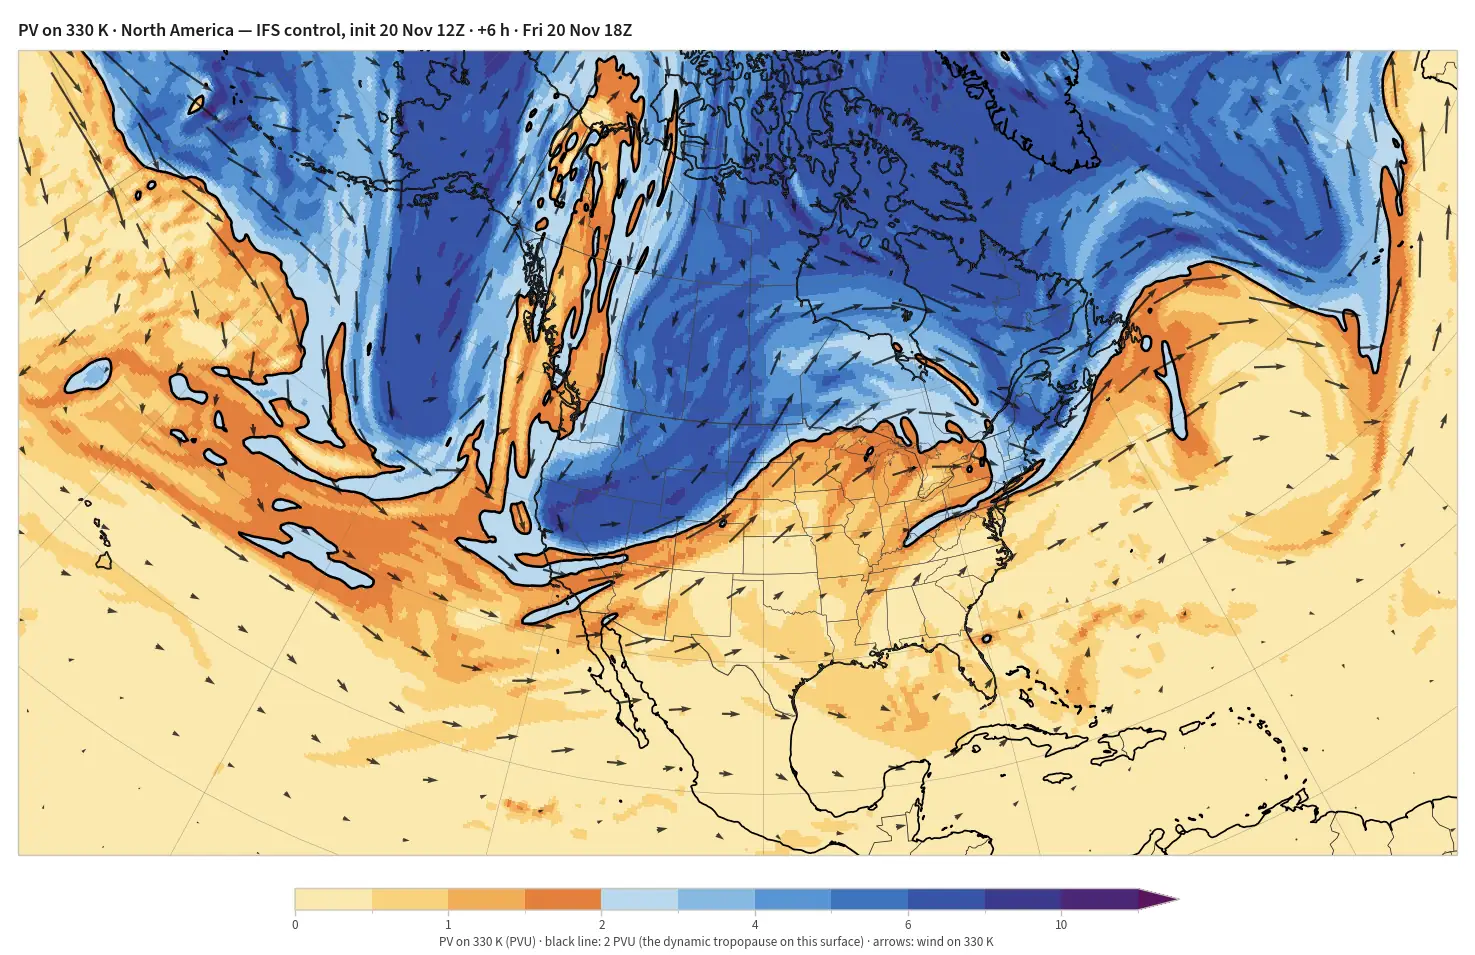 PV on 330 K · North America — IFS control, init 20 Nov 12Z · +6 h · Fri 20 Nov 18Z
0 1 2 4 6 10
PV on 330 K (PVU) · black line: 2 PVU (the dynamic tropopause on this surface) · arrows: wind on 330 K